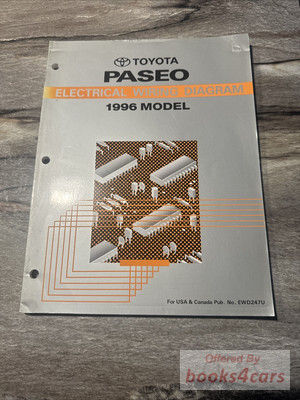 TOYOTA
PASEO
ELECTRICAL WIRING DIAGRAM
1996 MODEL
For USA & Canada Pub. No. EWD247U
Offered By
books4cars